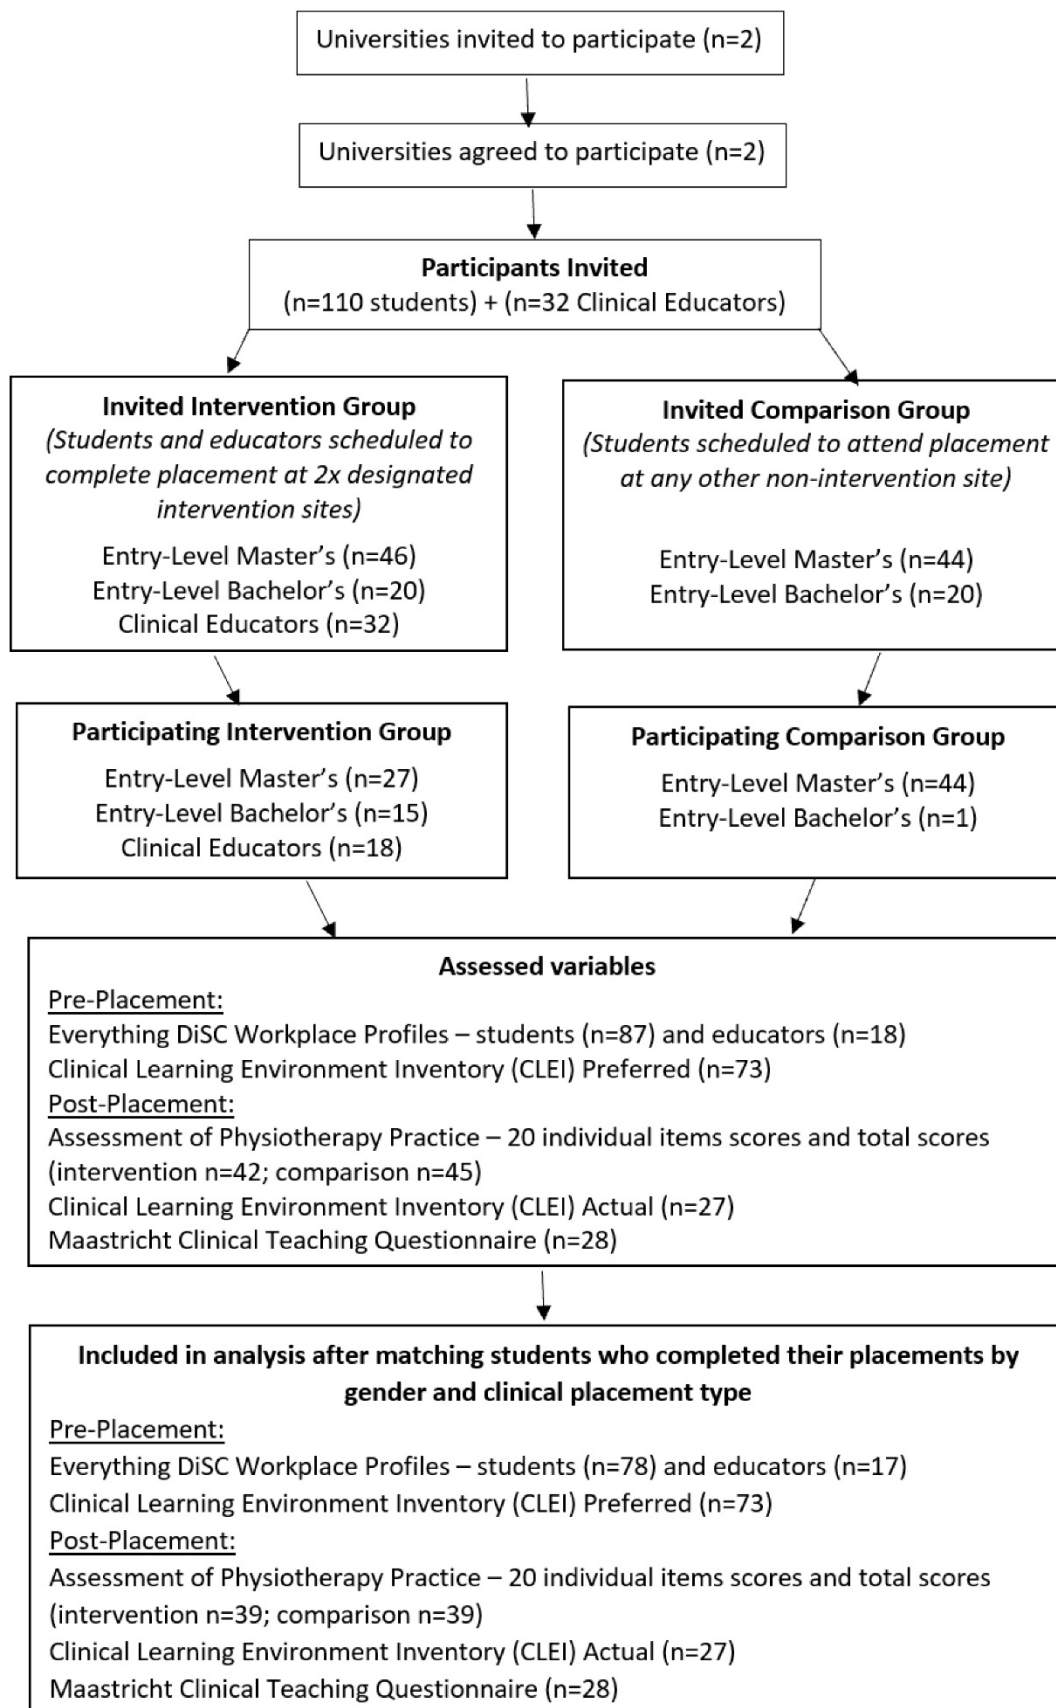 Universities invited to participate (n=2)
Universities agreed to participate (n=2)
Participants Invited
(n=110 students) + (n=32 Clinical Educators)
Invited Intervention Group
(Students and educators scheduled to
complete placement at 2x designated
intervention sites)
Entry-Level Master's (n=46)
Entry-Level Bachelor's (n=20)
Clinical Educators (n=32)
Invited Comparison Group
(Students scheduled to attend placement
at any other non-intervention site)
Entry-Level Master's (n=44)
Entry-Level Bachelor's (n=20)
Participating Intervention Group
Entry-Level Master's (n=27)
Entry-Level Bachelor's (n=15)
Clinical Educators (n=18)
Participating Comparison Group
Entry-Level Master's (n=44)
Entry-Level Bachelor's (n=1)
Assessed variables
Pre-Placement:
Everything DiSC Workplace Profiles – students (n=87) and educators (n=18)
Clinical Learning Environment Inventory (CLEI) Preferred (n=73)
Post-Placement:
Assessment of Physiotherapy Practice – 20 individual items scores and total scores
(intervention n=42; comparison n=45)
Clinical Learning Environment Inventory (CLEI) Actual (n=27)
Maastricht Clinical Teaching Questionnaire (n=28)
Included in analysis after matching students who completed their placements by
gender and clinical placement type
Pre-Placement:
Everything DiSC Workplace Profiles – students (n=78) and educators (n=17)
Clinical Learning Environment Inventory (CLEI) Preferred (n=73)
Post-Placement:
Assessment of Physiotherapy Practice – 20 individual items scores and total scores
(intervention n=39; comparison n=39)
Clinical Learning Environment Inventory (CLEI) Actual (n=27)
Maastricht Clinical Teaching Questionnaire (n=28)